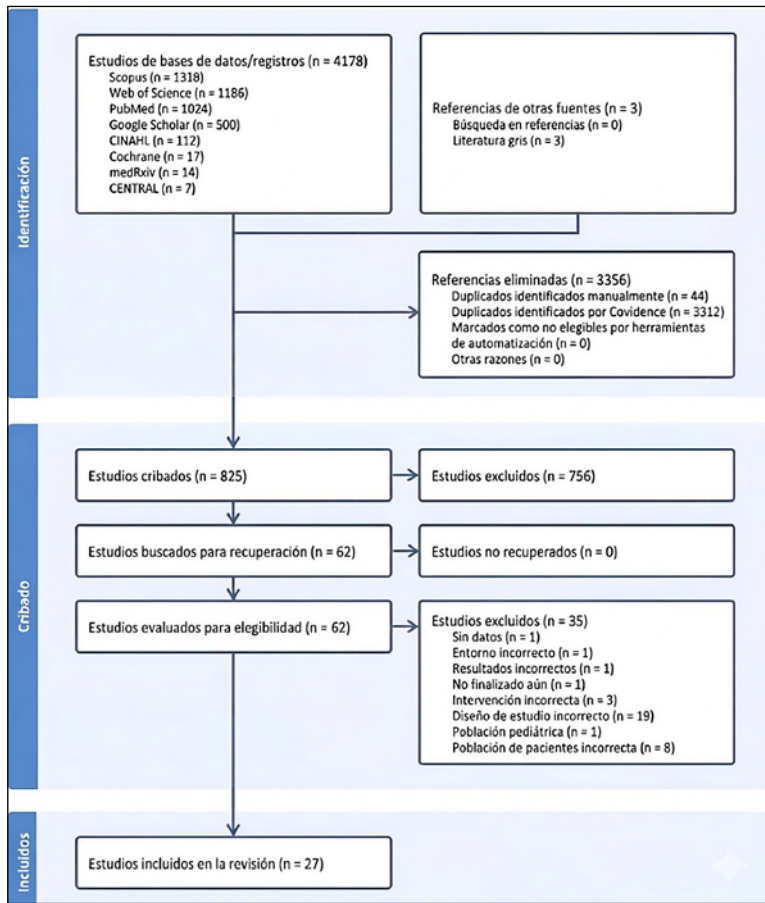 Identificación
Estudios de bases de datos/registros (n = 4178)
Scopus (n = 1318)
Web of Science (n = 1186)
PubMed (n = 1024)
Google Scholar (n = 500)
CINAHL (n = 112)
Cochrane (n = 17)
medRxiv (n = 14)
CENTRAL (n = 7)
Referencias de otras fuentes (n = 3)
Búsqueda en referencias (n = 0)
Literatura gris (n = 3)
Referencias eliminadas (n = 3356)
Duplicados identificados manualmente (n = 44)
Duplicados identificados por Covidence (n = 3312)
Marcados como no elegibles por herramientas
de automatización (n = 0)
Otras razones (n = 0)
Cribado
Estudios cribados (n = 825)
Estudios excluidos (n = 756)
Estudios buscados para recuperación (n = 62)
Estudios no recuperados (n = 0)
Estudios evaluados para elegibilidad (n = 62)
Estudios excluidos (n = 35)
Sin datos (n = 1)
Entorno incorrecto (n = 1)
Resultados incorrectos (n = 1)
No finalizado aún (n = 1)
Intervención incorrecta (n = 3)
Diseño de estudio incorrecto (n = 19)
Población pediátrica (n = 1)
Población de pacientes incorrecta (n = 8)
Incluidos
Estudios incluidos en la revisión (n = 27)